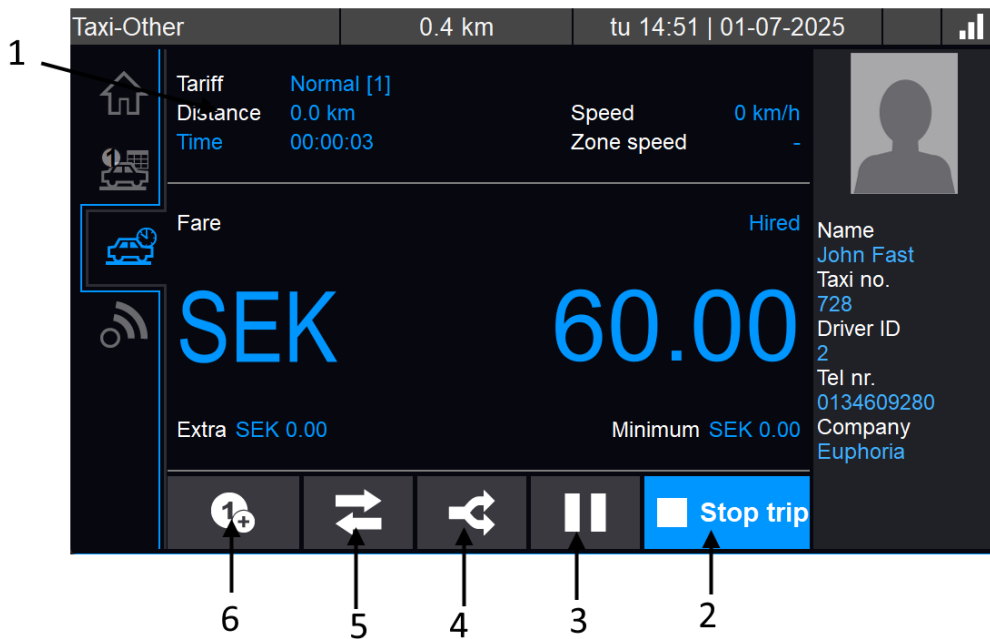 Taxi-Other 0.4 km tu 14:51 | 01-07-2025
1
Tariff Normal [1]
Distance 0.0 km Speed 0 km/h
Time 00:00:03 Zone speed -
Fare Hired
SEK 60.00
Extra SEK 0.00 Minimum SEK 0.00
Name
John Fast
Taxi no.
728
Driver ID
2
Tel nr.
0134609280
Company
Euphoria
1+ Stop trip
6 5 4 3 2